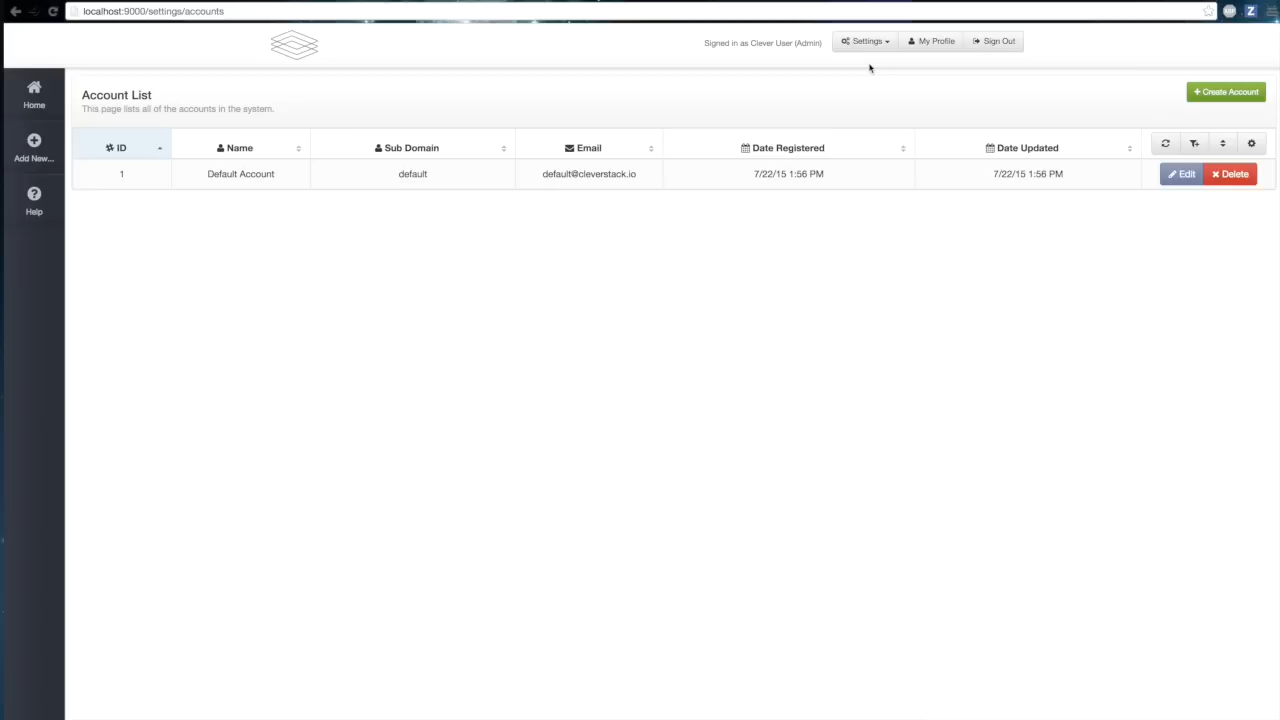 localhost:9000/settings/accounts
Signed in as Clever User (Admin)
Settings
My Profile
Sign Out
Home
Add New...
Help
Account List
This page lists all of the accounts in the system.
Create Account
ID Name Sub Domain Email Date Registered Date Updated
1 Default Account default default@cleverstack.io 7/22/15 1:56 PM 7/22/15 1:56 PM Edit Delete